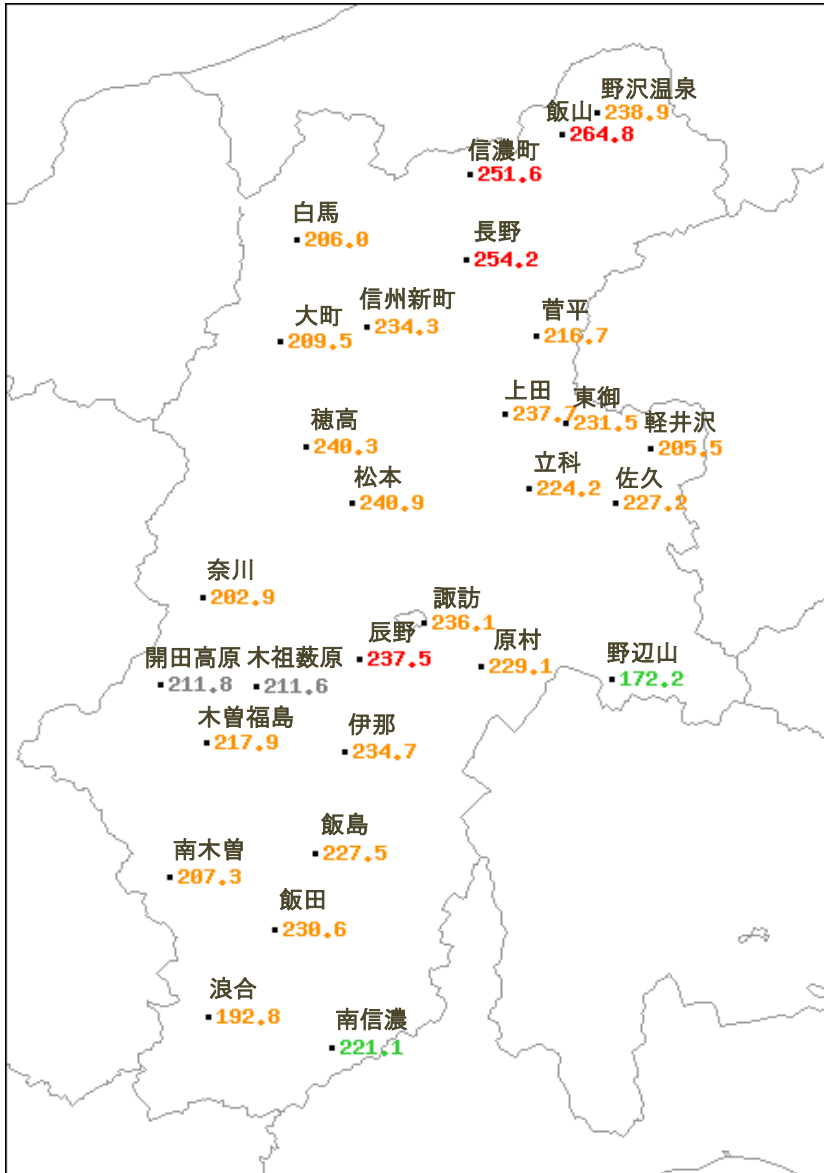 野沢温泉
238.9
飯山
264.8
信濃町
251.6
白馬
206.0
長野
254.2
信州新町
234.3
大町
209.5
菅平
216.7
上田
237.7
東御
231.5
軽井沢
205.5
穂高
240.3
松本
240.9
立科
224.2
佐久
227.2
奈川
202.9
諏訪
236.1
辰野
237.5
原村
229.1
野辺山
172.2
開田高原
211.8
木祖薮原
211.6
木曽福島
217.9
伊那
234.7
飯島
227.5
南木曽
207.3
飯田
230.6
浪合
192.8
南信濃
221.1